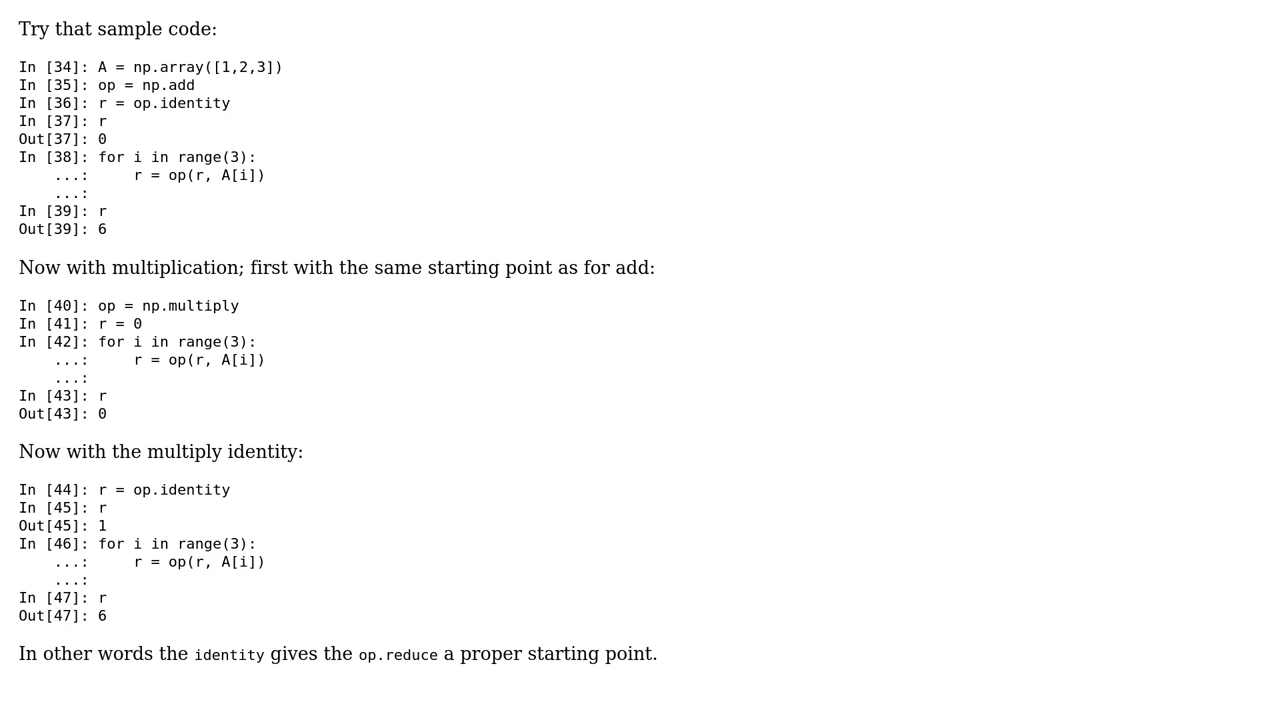 Try that sample code:
In [34]: A = np.array([1,2,3])
In [35]: op = np.add
In [36]: r = op.identity
In [37]: r
Out[37]: 0
In [38]: for i in range(3):
    ...:     r = op(r, A[i])
    ...:
In [39]: r
Out[39]: 6
Now with multiplication; first with the same starting point as for add:
In [40]: op = np.multiply
In [41]: r = 0
In [42]: for i in range(3):
    ...:     r = op(r, A[i])
    ...:
In [43]: r
Out[43]: 0
Now with the multiply identity:
In [44]: r = op.identity
In [45]: r
Out[45]: 1
In [46]: for i in range(3):
    ...:     r = op(r, A[i])
    ...:
In [47]: r
Out[47]: 6
In other words the identity gives the op.reduce a proper starting point.